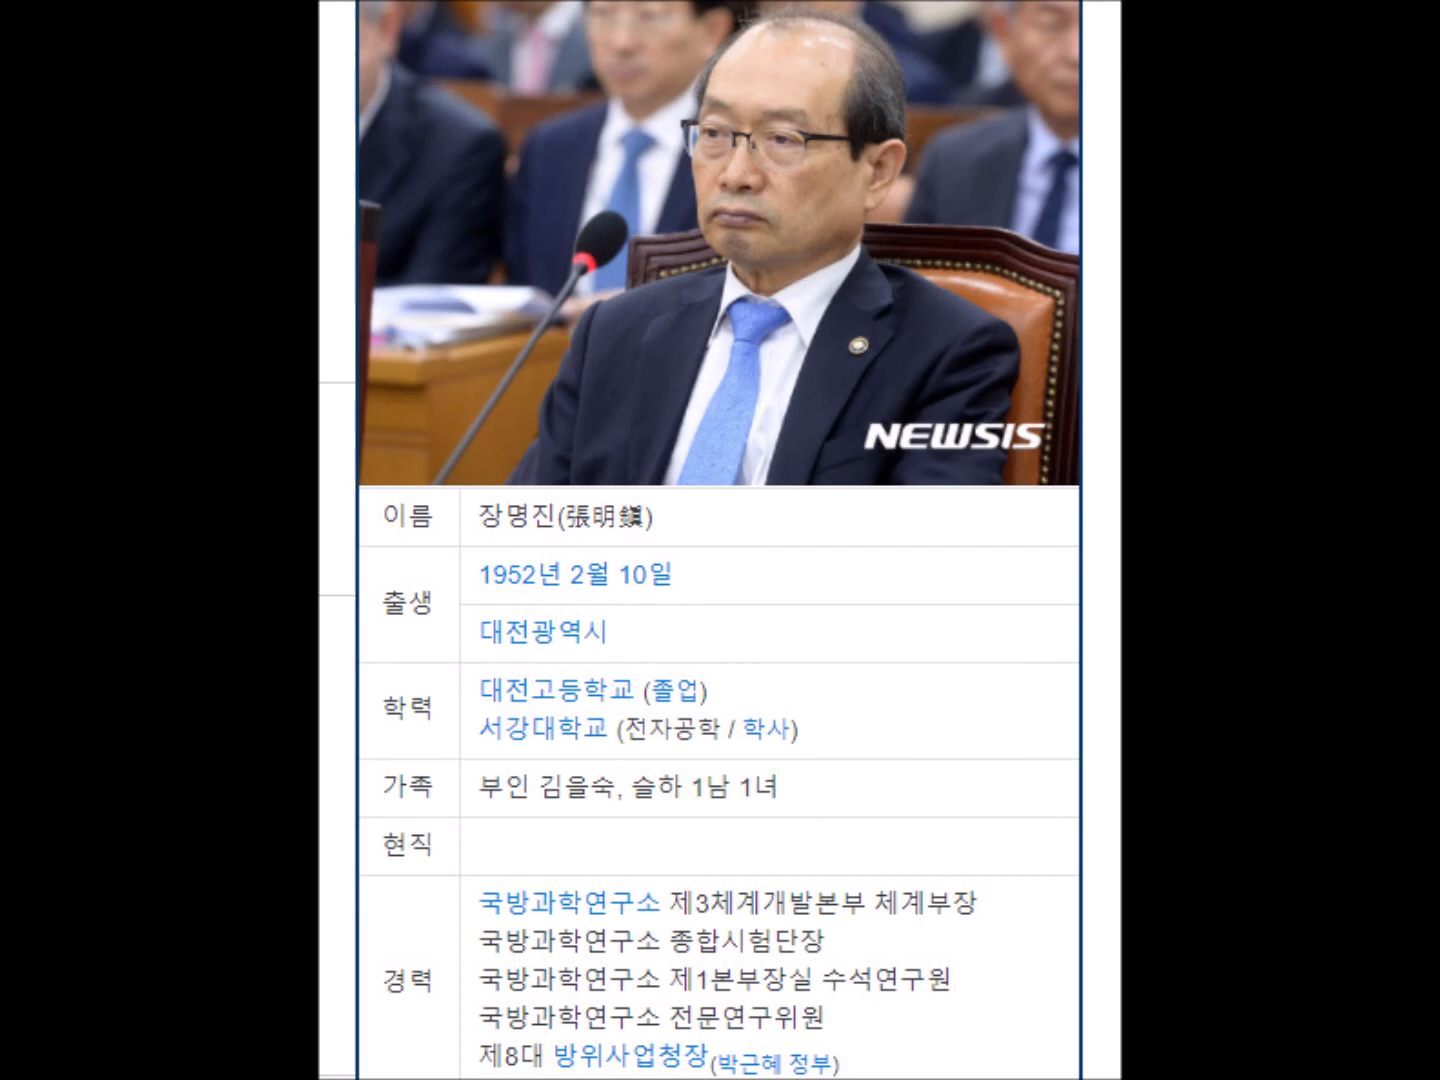 NEWSIS
이름
장명진(張明鎭)
출생
1952년 2월 10일
대전광역시
학력
대전고등학교 (졸업)
서강대학교 (전자공학 / 학사)
가족
부인 김을숙, 슬하 1남 1녀
현직
경력
국방과학연구소 제3체계개발본부 체계부장
국방과학연구소 종합시험단장
국방과학연구소 제1본부장실 수석연구원
국방과학연구소 전문연구위원
제8대 방위사업청장(박근혜 정부)